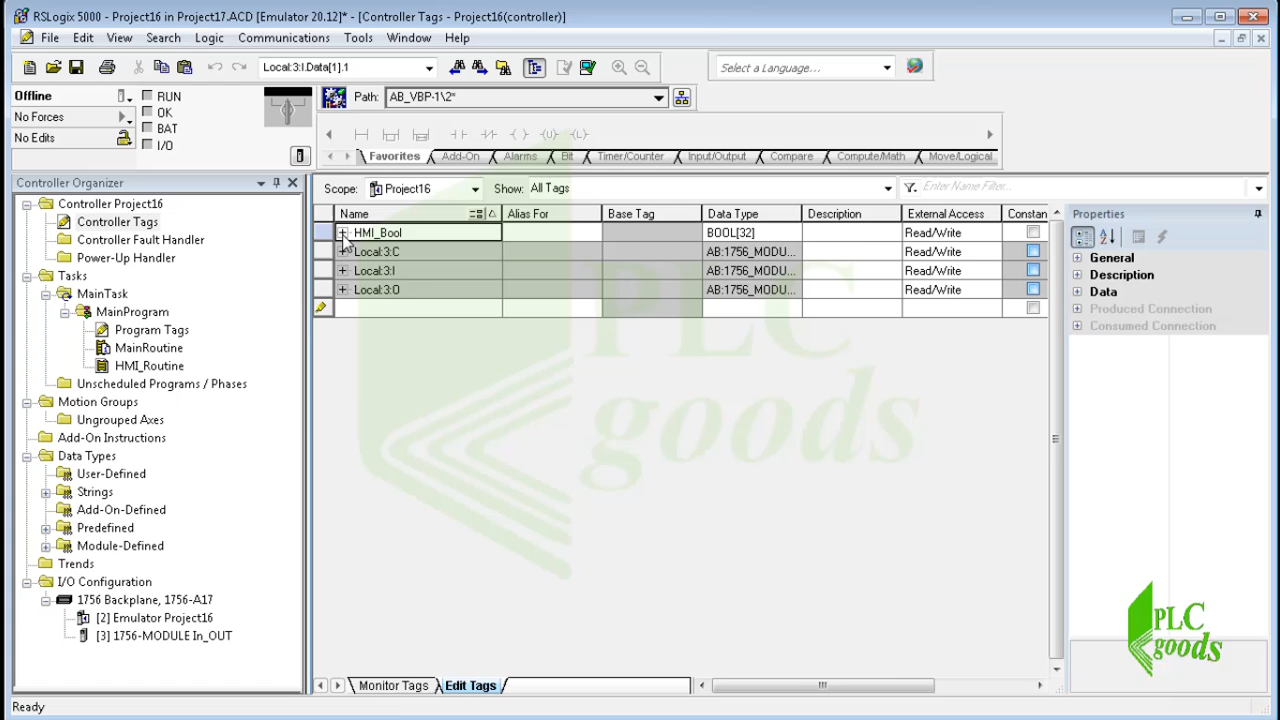 RSLogix 5000 - Project16 in Project17.ACD [Emulator 20.12]* - [Controller Tags - Project16(controller)]
File Edit View Search Logic Communications Tools Window Help
Local:3:I.Data[1].1
Select a Language...
Offline
RUN
No Forces
OK
No Edits
BAT
I/O
Path: AB_VBP-1\2*
Favorites Add-On Alarms Bit Timer/Counter Input/Output Compare Compute/Math Move/Logical
Controller Organizer
Controller Project16
Controller Tags
Controller Fault Handler
Power-Up Handler
Tasks
MainTask
MainProgram
Program Tags
MainRoutine
HMI_Routine
Unscheduled Programs / Phases
Motion Groups
Ungrouped Axes
Add-On Instructions
Data Types
User-Defined
Strings
Add-On-Defined
Predefined
Module-Defined
Trends
I/O Configuration
1756 Backplane, 1756-A17
[2] Emulator Project16
[3] 1756-MODULE In_OUT
Scope: Project16 Show: All Tags Enter Name Filter...
Name Alias For Base Tag Data Type Description External Access Constan
HMI_Bool BOOL[32] Read/Write
Local:3:C AB:1756_MODU... Read/Write
Local:3:I AB:1756_MODU... Read/Write
Local:3:O AB:1756_MODU... Read/Write
Properties
General
Description
Data
Produced Connection
Consumed Connection
PLC
goods
PLC
goods
Monitor Tags Edit Tags
Ready